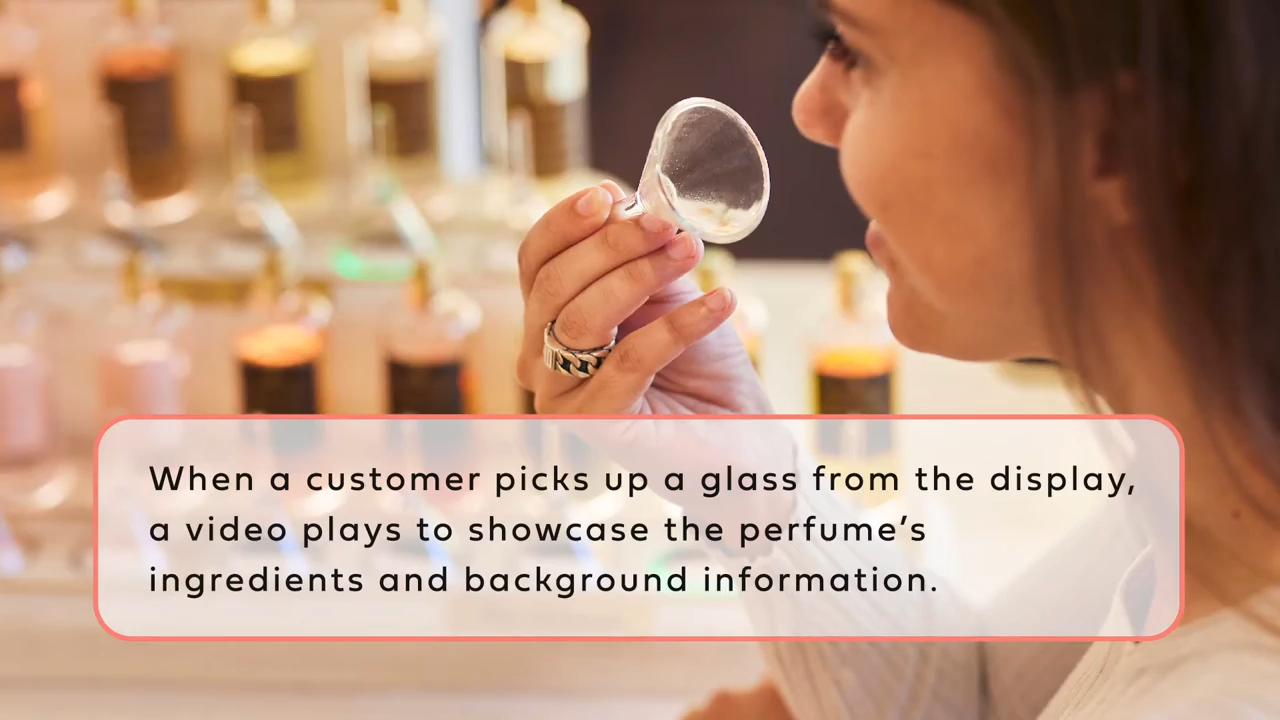 When a customer picks up a glass from the display,
a video plays to showcase the perfume’s
ingredients and background information.